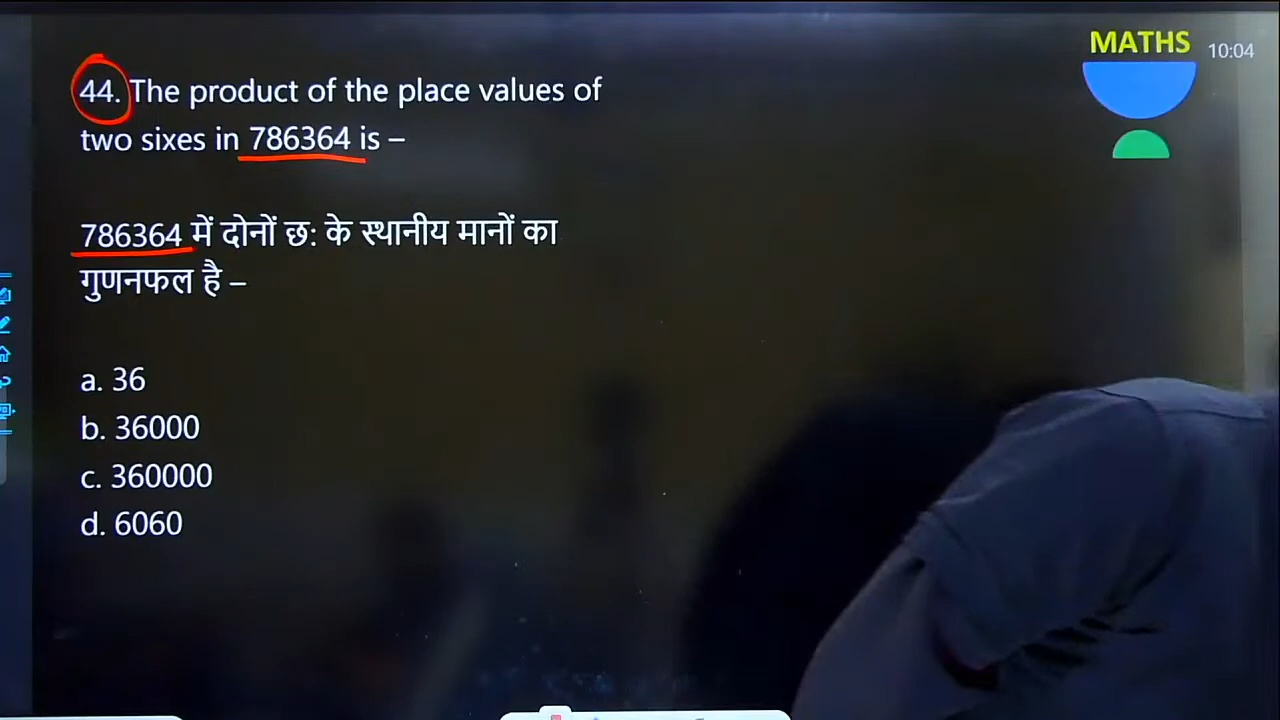 MATHS
10:04
44. The product of the place values of
two sixes in 786364 is –
786364 में दोनों छ: के स्थानीय मानों का
गुणनफल है –
a. 36
b. 36000
c. 360000
d. 6060